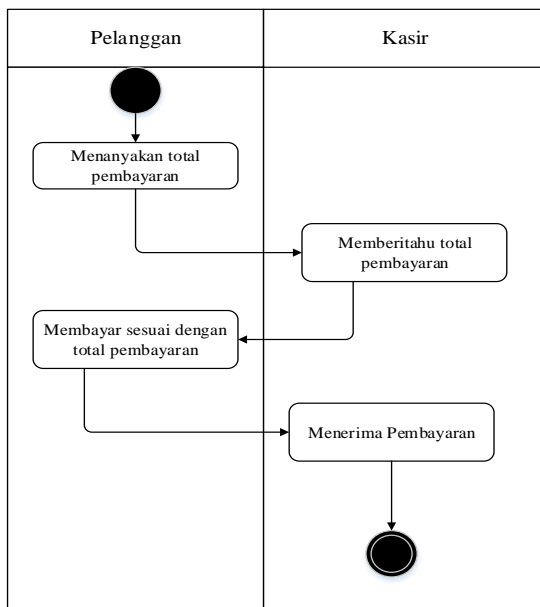 Pelanggan
Kasir
Menanyakan total
pembayaran
Memberitahu total
pembayaran
Membayar sesuai dengan
total pembayaran
Menerima Pembayaran